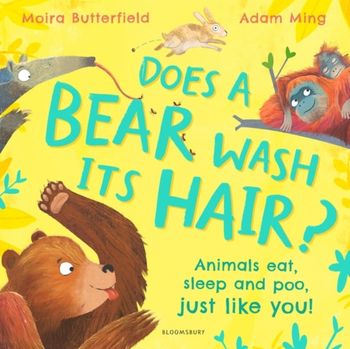 Moira Butterfield
Adam Ming
DOES A
BEAR WASH
ITS HAIR?
Animals eat,
sleep and poo,
just like you!
BLOOMSBURY